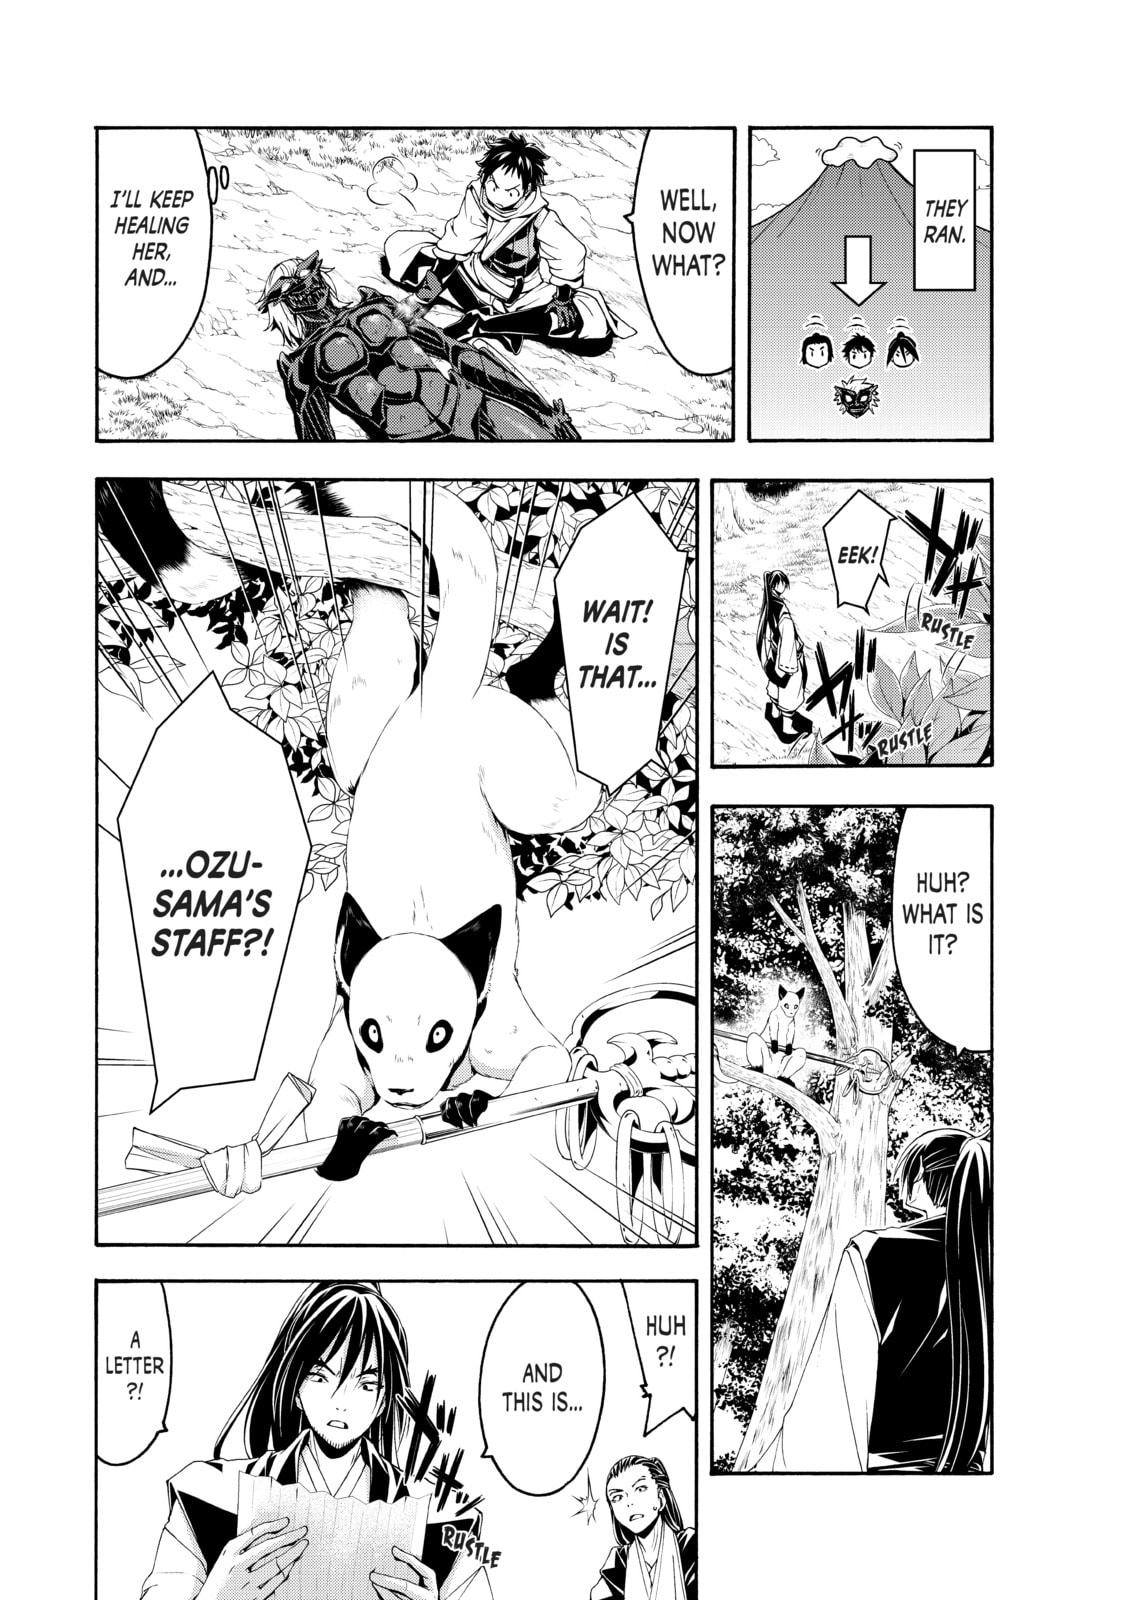 THEY
RAN.
WELL,
NOW
WHAT?
I'LL KEEP
HEALING
HER,
AND...
EEK!
RUSTLE
RUSTLE
HUH?
WHAT IS
IT?
WAIT!
IS
THAT...
...OZU-
SAMA'S
STAFF?!
HUH
?!
AND
THIS IS...
A
LETTER
?!
RUSTLE